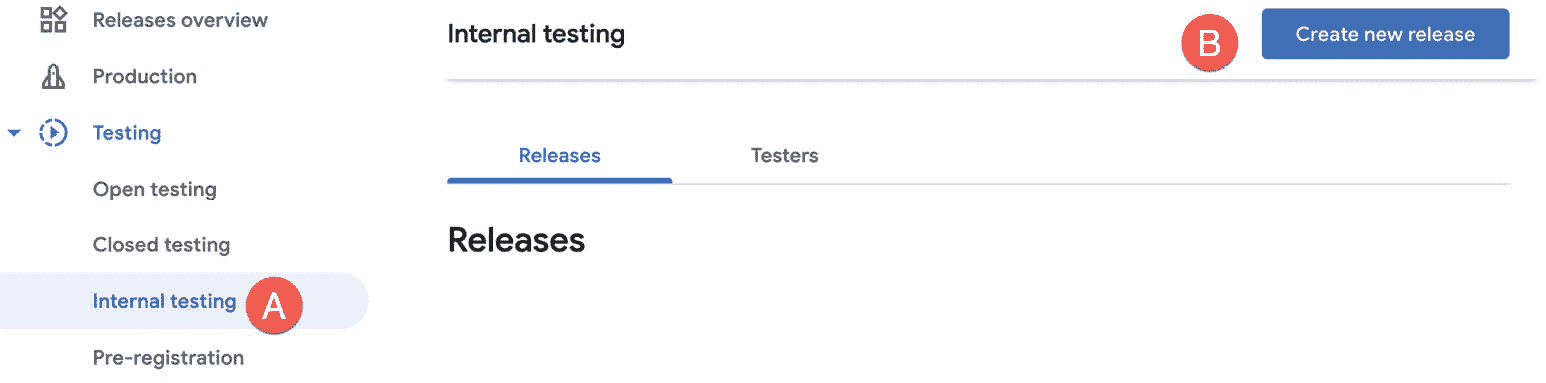 Releases overview
Production
Testing
Open testing
Closed testing
Internal testing A
Pre-registration
Internal testing
B Create new release
Releases Testers
Releases